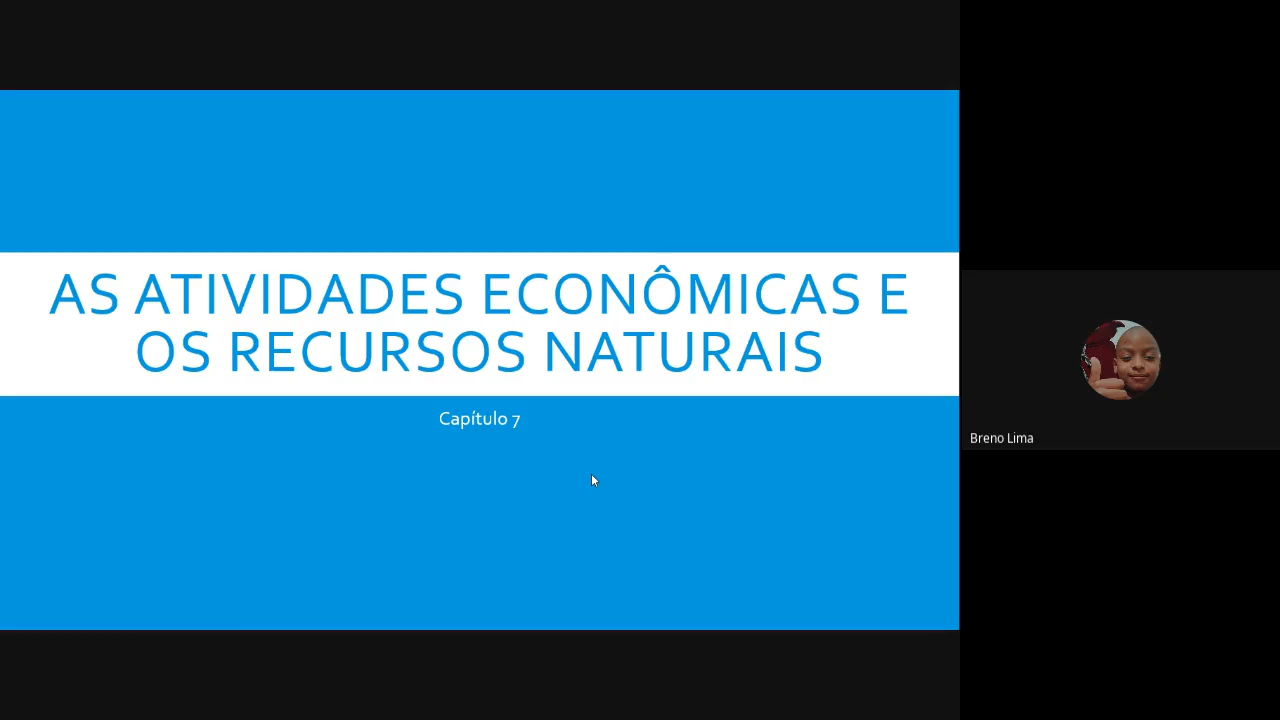 AS ATIVIDADES ECONÔMICAS E
OS RECURSOS NATURAIS
Capítulo 7
Breno Lima